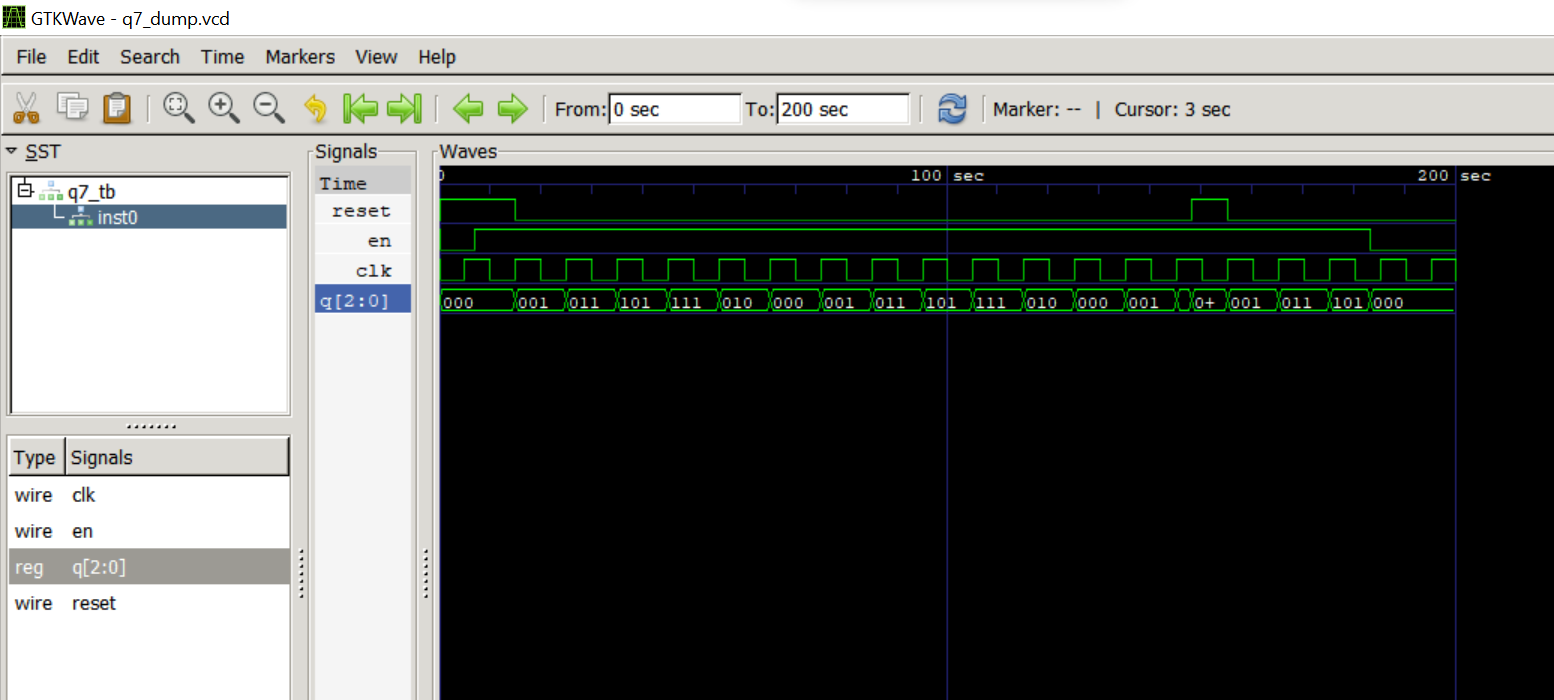 GTKWave - q7_dump.vcd
File Edit Search Time Markers View Help
From: 0 sec To: 200 sec Marker: -- | Cursor: 3 sec
SST
q7_tb
inst0
Type Signals
wire clk
wire en
reg q[2:0]
wire reset
Signals
Time
reset
en
clk
q[2:0]
Waves
0 100 sec 200 sec
000 001 011 101 111 010 000 001 011 101 111 010 000 001 0+ 001 011 101 000